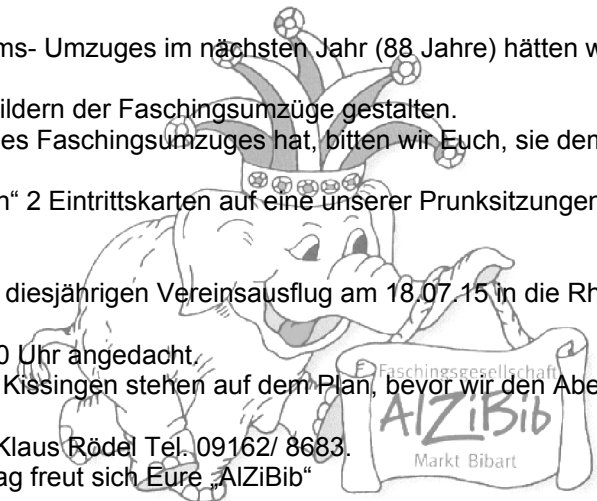 ms- Umzuges im nächsten Jahr (88 Jahre) hätten w
ildern der Faschingsumzüge gestalten.
es Faschingsumzuges hat, bitten wir Euch, sie dem
n“ 2 Eintrittskarten auf eine unserer Prunksitzungen
diesjährigen Vereinsausflug am 18.07.15 in die Rh
0 Uhr angedacht.
Kissingen stehen auf dem Plan, bevor wir den Abe
Klaus Rödel Tel. 09162/ 8683.
ag freut sich Eure „AlZiBib“
Faschingsgesellschaft
AlZiBib
Markt Bibart